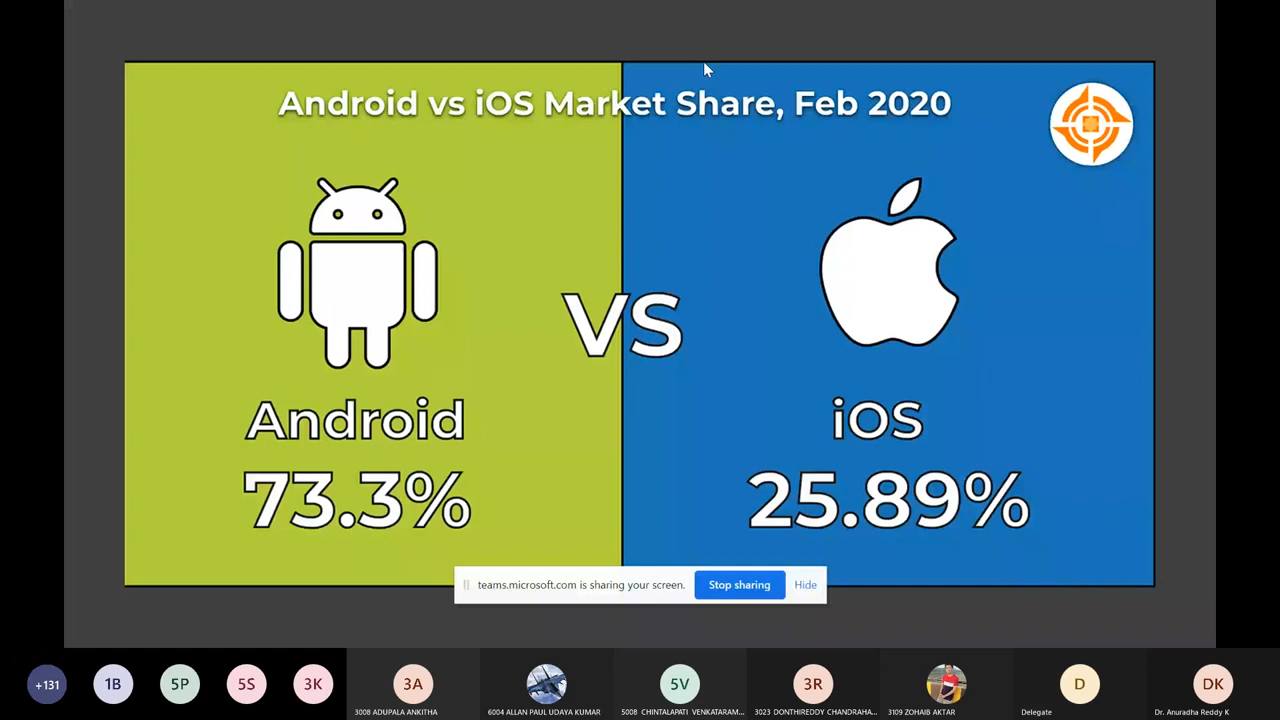 Android vs iOS Market Share, Feb 2020
VS
Android
iOS
73.3%
25.89%
teams.microsoft.com is sharing your screen. Stop sharing Hide
+131 1B 5P 5S 3K 3A 5V 3R D DK
3008 ADUPALA ANKITHA 6004 ALLAN PAUL UDAYA KUMAR 5008 CHINTALAPATI VENKATARAM... 3023 DONTHIREDDY CHANDRAHA... 3109 ZOHAIB AKTAR Delegate Dr. Anuradha Reddy K